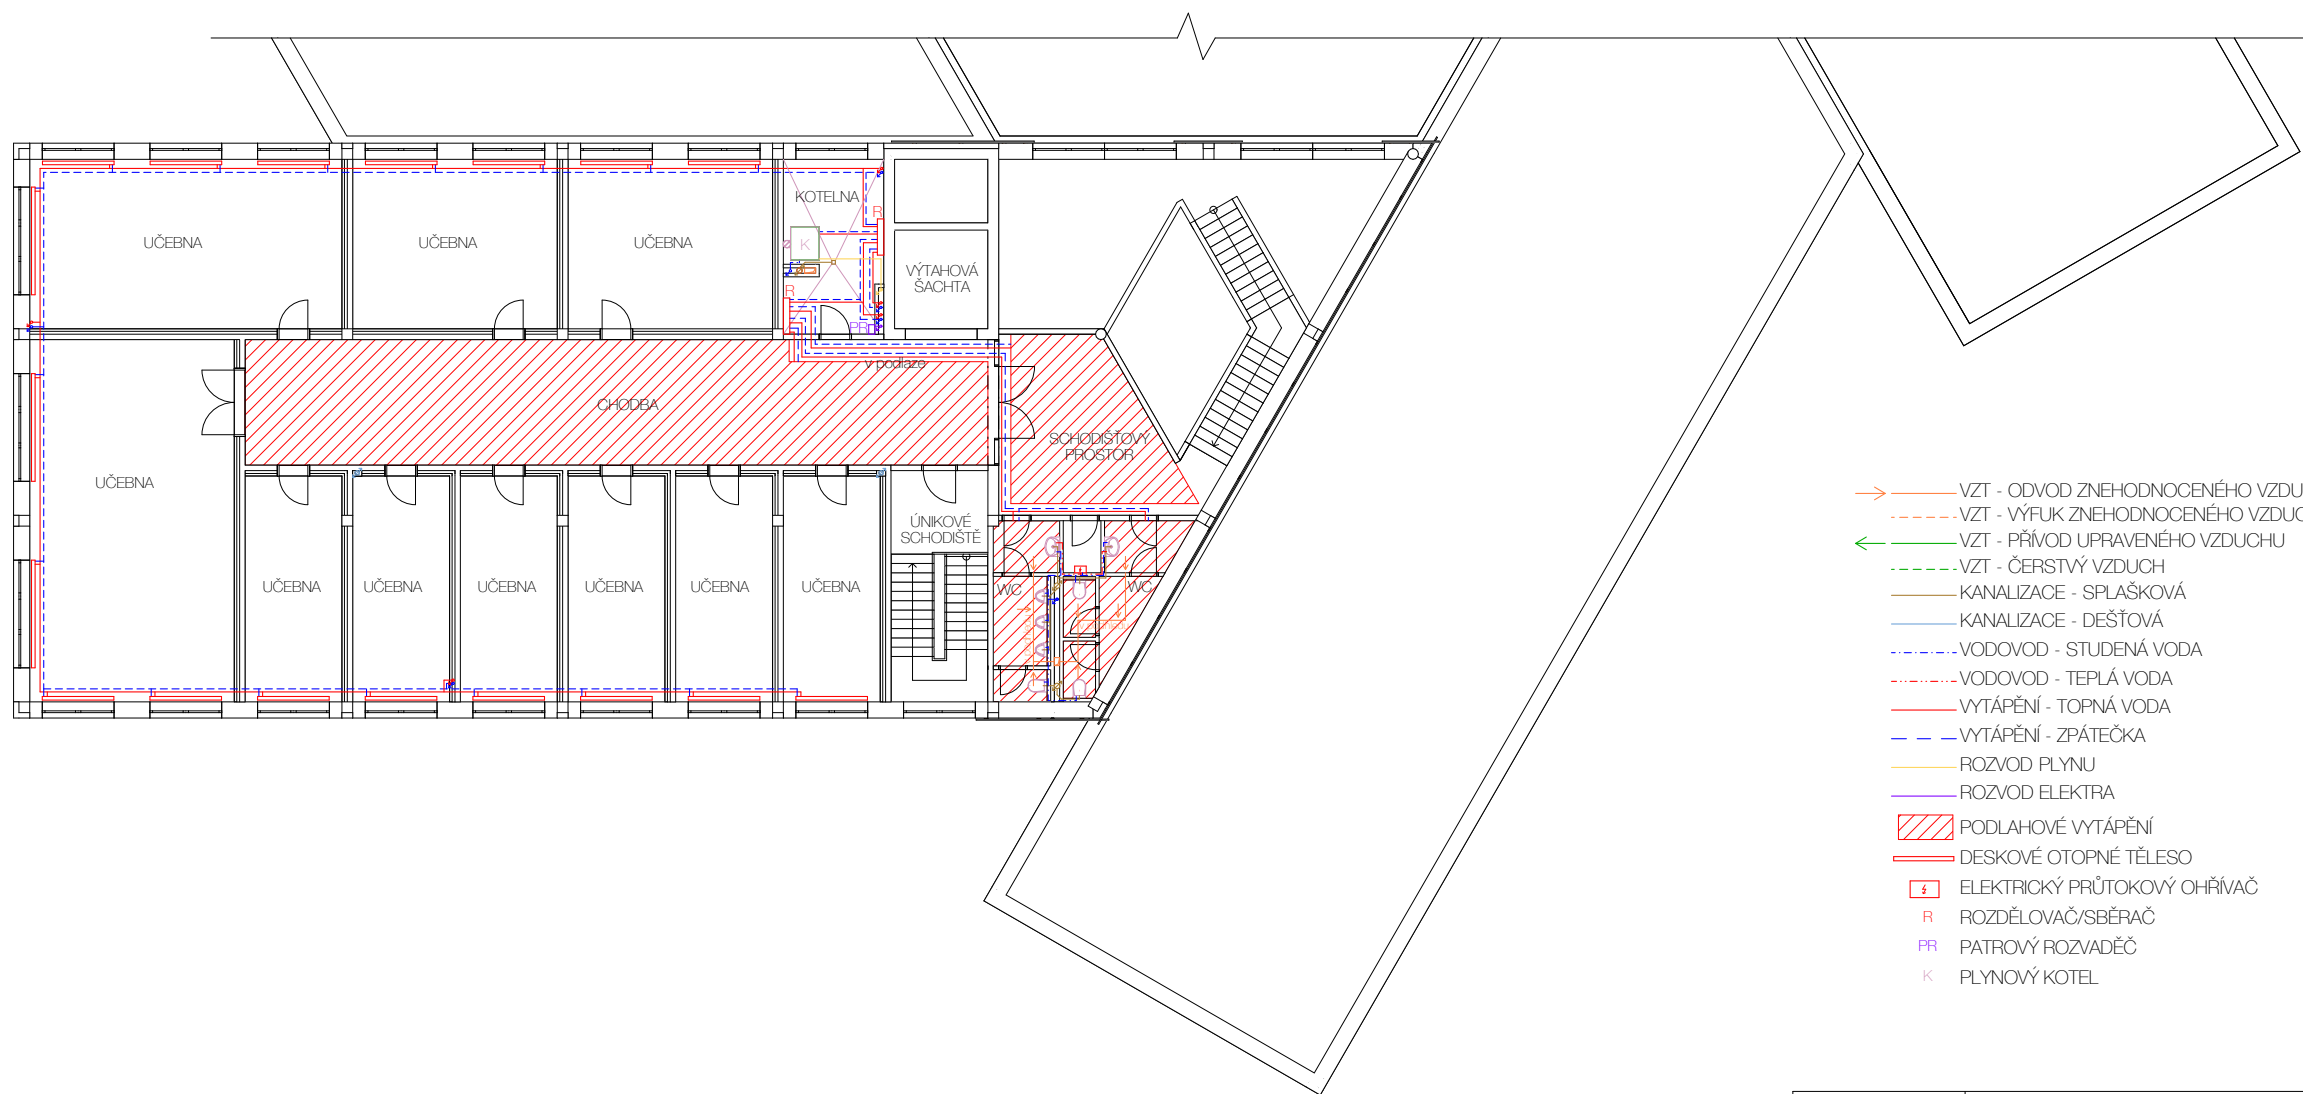 KOTELNA
R
UČEBNA
UČEBNA
UČEBNA
K
VÝTAHOVÁ
ŠACHTA
R
PR
v podlaze
CHODBA
SCHODIŠŤOVÝ
PROSTOR
UČEBNA
ÚNIKOVÉ
SCHODIŠTĚ
UČEBNA
UČEBNA
UČEBNA
UČEBNA
UČEBNA
UČEBNA
WC
WC
VZT - ODVOD ZNEHODNOCENÉHO VZDU
VZT - VÝFUK ZNEHODNOCENÉHO VZDUC
VZT - PŘÍVOD UPRAVENÉHO VZDUCHU
VZT - ČERSTVÝ VZDUCH
KANALIZACE - SPLAŠKOVÁ
KANALIZACE - DEŠŤOVÁ
VODOVOD - STUDENÁ VODA
VODOVOD - TEPLÁ VODA
VYTÁPĚNÍ - TOPNÁ VODA
VYTÁPĚNÍ - ZPÁTEČKA
ROZVOD PLYNU
ROZVOD ELEKTRA
PODLAHOVÉ VYTÁPĚNÍ
DESKOVÉ OTOPNÉ TĚLESO
ELEKTRICKÝ PRŮTOKOVÝ OHŘÍVAČ
R ROZDĚLOVAČ/SBĚRAČ
PR PATROVÝ ROZVADĚČ
K PLYNOVÝ KOTEL